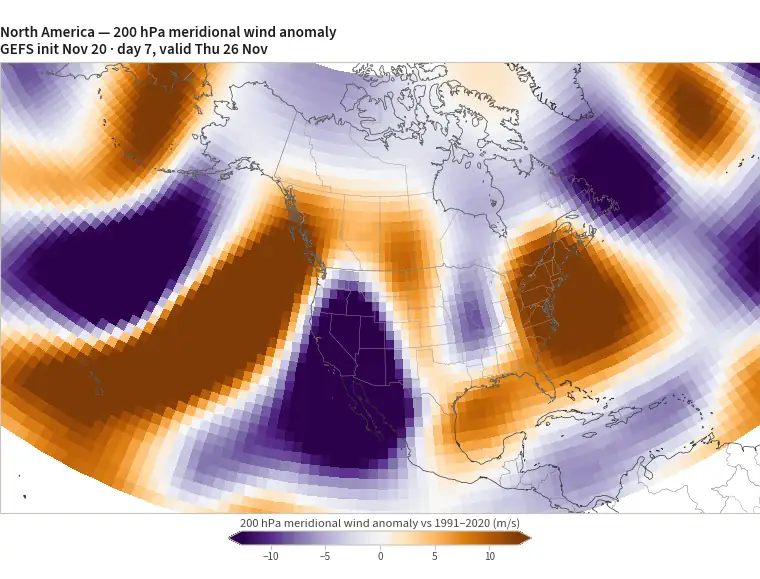 North America — 200 hPa meridional wind anomaly
GEFS init Nov 20 · day 7, valid Thu 26 Nov
200 hPa meridional wind anomaly vs 1991–2020 (m/s)
−10 −5 0 5 10